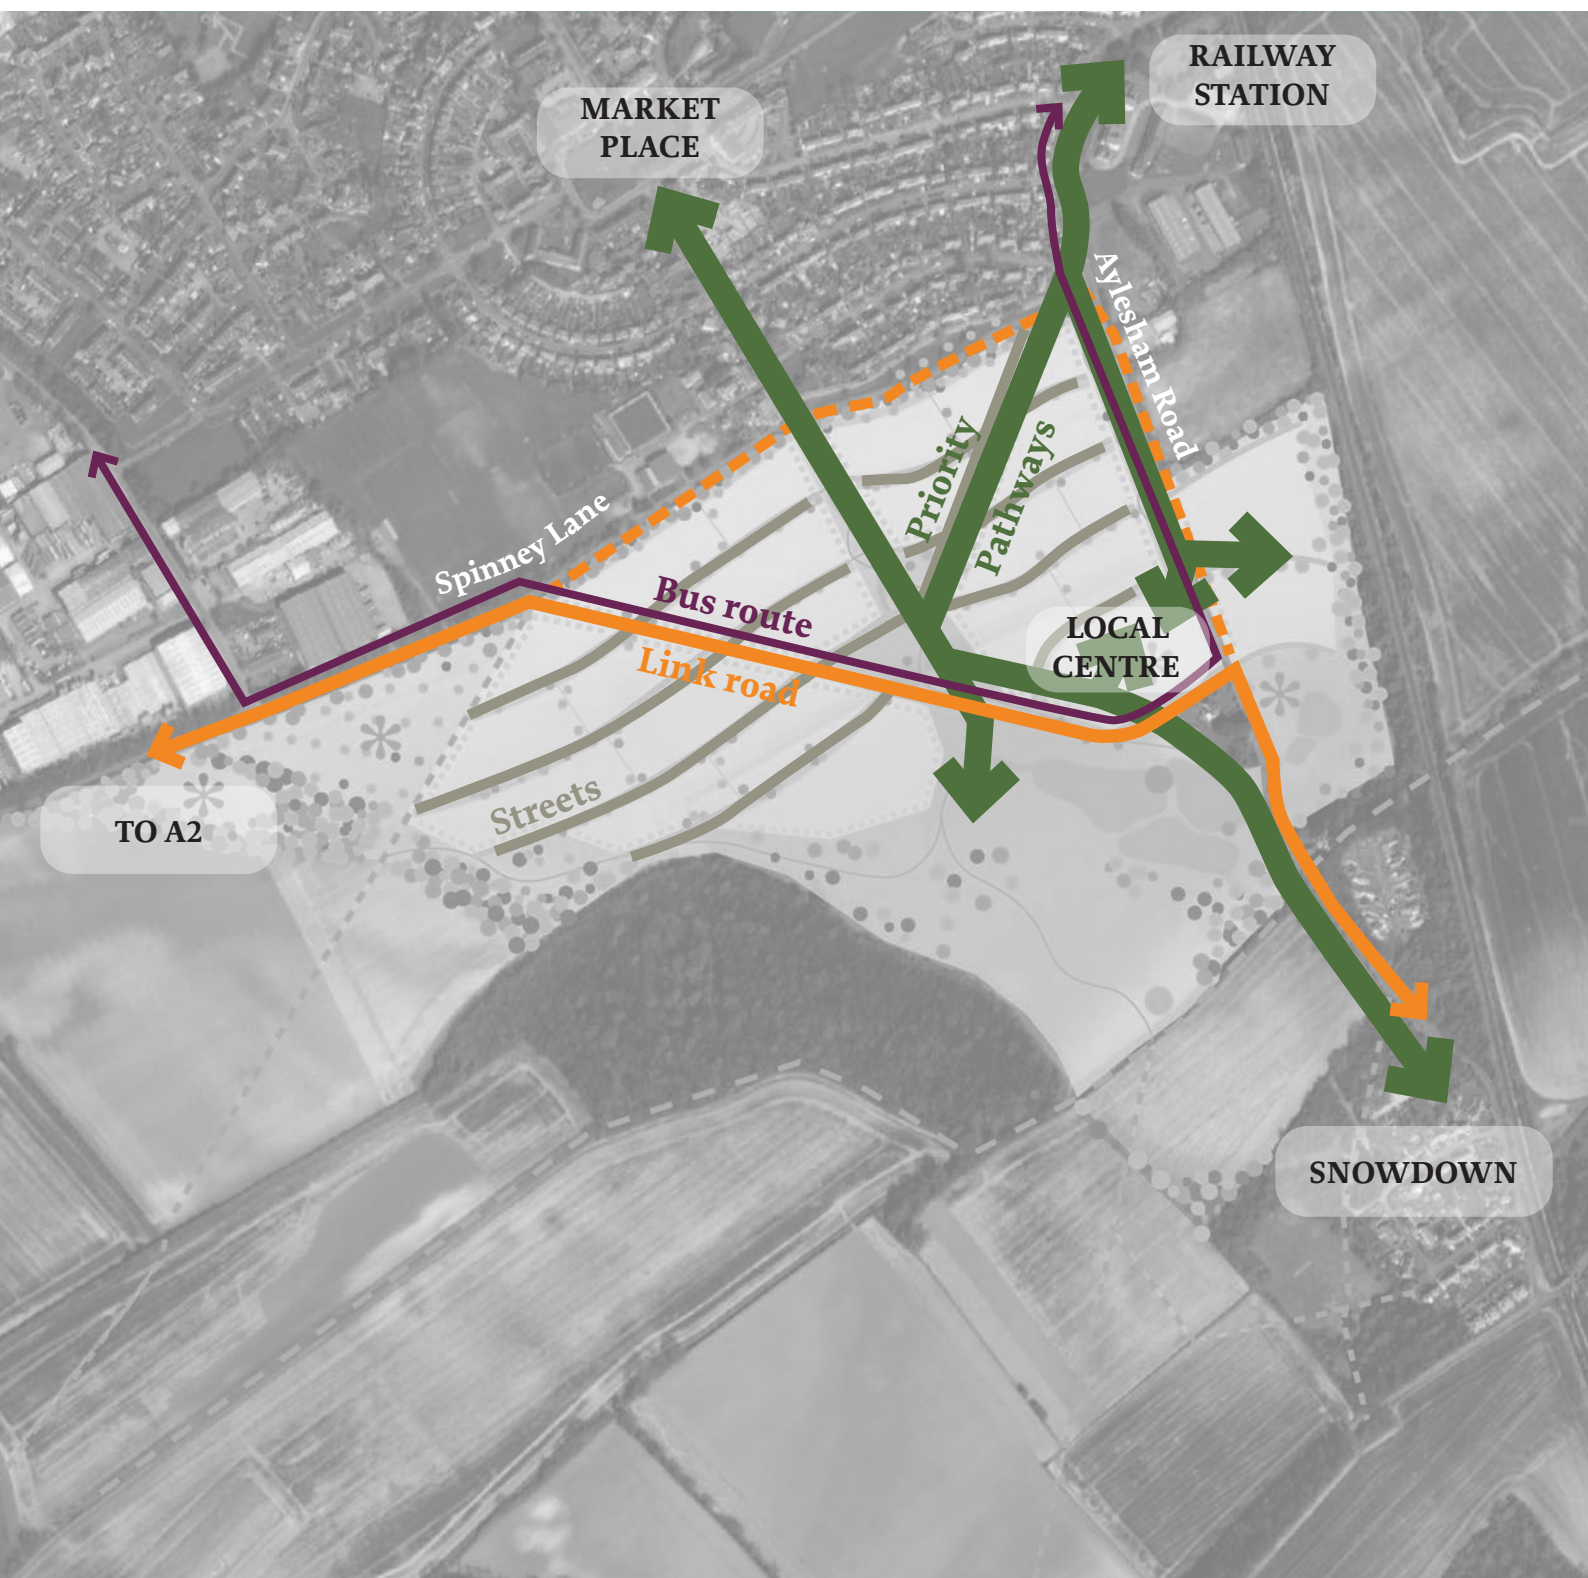 RAILWAY
STATION
MARKET
PLACE
Aylesham Road
Priority
Pathways
Spinney Lane
Bus route
LOCAL
CENTRE
Link road
Streets
TO A2
SNOWDOWN